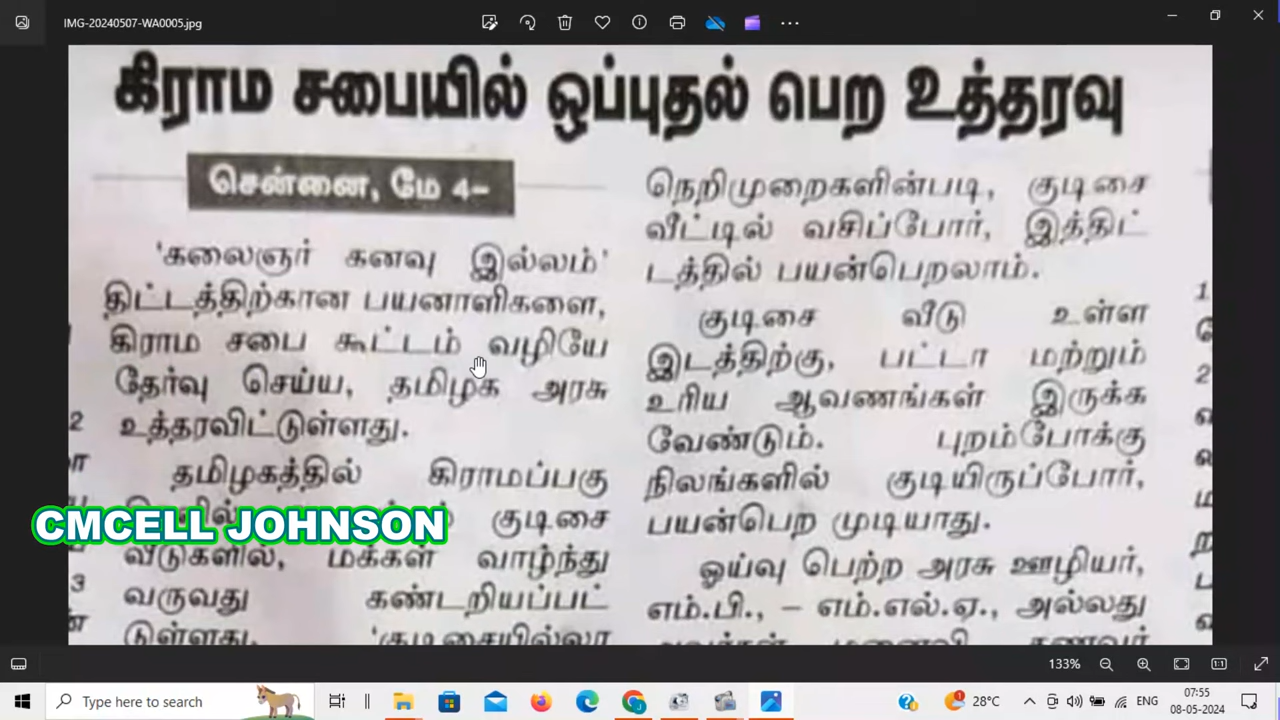 IMG-20240507-WA0005.jpg
கிராம சபையில் ஒப்புதல் பெற உத்தரவு
சென்னை, மே 4–
'கலைஞர் கனவு இல்லம்'
திட்டத்திற்கான பயனாளிகளை,
கிராம சபை கூட்டம் வழியே
தேர்வு செய்ய, தமிழக அரசு
உத்தரவிட்டுள்ளது.
தமிழகத்தில் கிராமப்பகு
குடிசை
வீடுகளில், மக்கள் வாழ்ந்து
வருவது கண்டறியப்பட்
டுள்ளது. 'குடிசையில்லா
நெறிமுறைகளின்படி, குடிசை
வீட்டில் வசிப்போர், இத்திட்
டத்தில் பயன்பெறலாம்.
குடிசை வீடு உள்ள
இடத்திற்கு, பட்டா மற்றும்
உரிய ஆவணங்கள் இருக்க
வேண்டும். புறம்போக்கு
நிலங்களில் குடியிருப்போர்,
பயன்பெற முடியாது.
ஓய்வு பெற்ற அரசு ஊழியர்,
எம்.பி., – எம்.எல்.ஏ., அல்லது
CMCELL JOHNSON
133%
Type here to search
28°C
ENG
07:55
08-05-2024